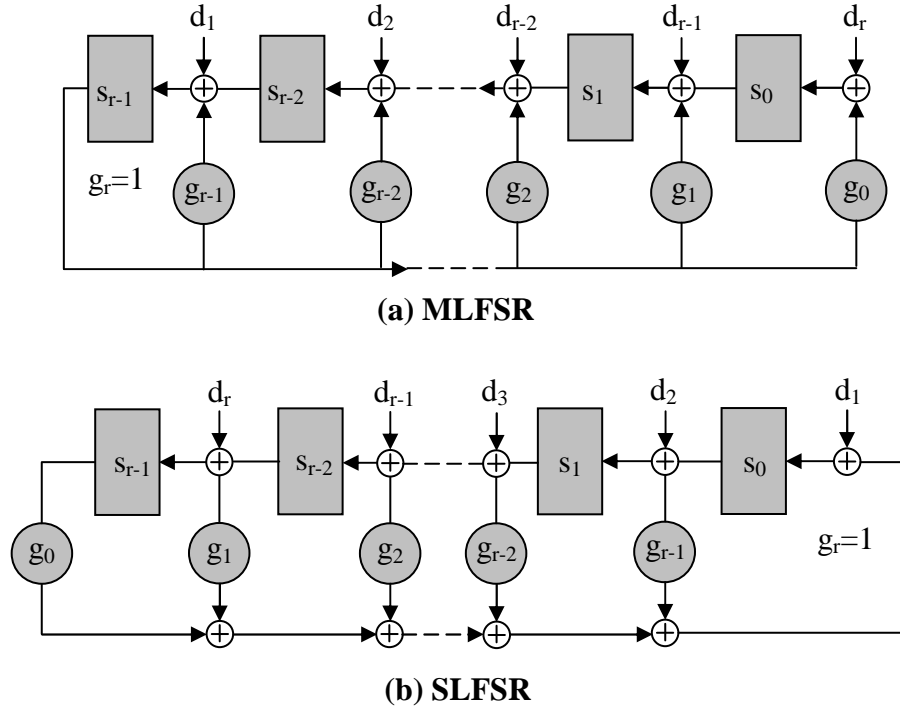 d₁ d₂ dᵣ₋₂ dᵣ₋₁ dᵣ
sᵣ₋₁ sᵣ₋₂ s₁ s₀
gᵣ=1 gᵣ₋₁ gᵣ₋₂ g₂ g₁ g₀
(a) MLFSR
dᵣ dᵣ₋₁ d₃ d₂ d₁
sᵣ₋₁ sᵣ₋₂ s₁ s₀
g₀ g₁ g₂ gᵣ₋₂ gᵣ₋₁ gᵣ=1
(b) SLFSR